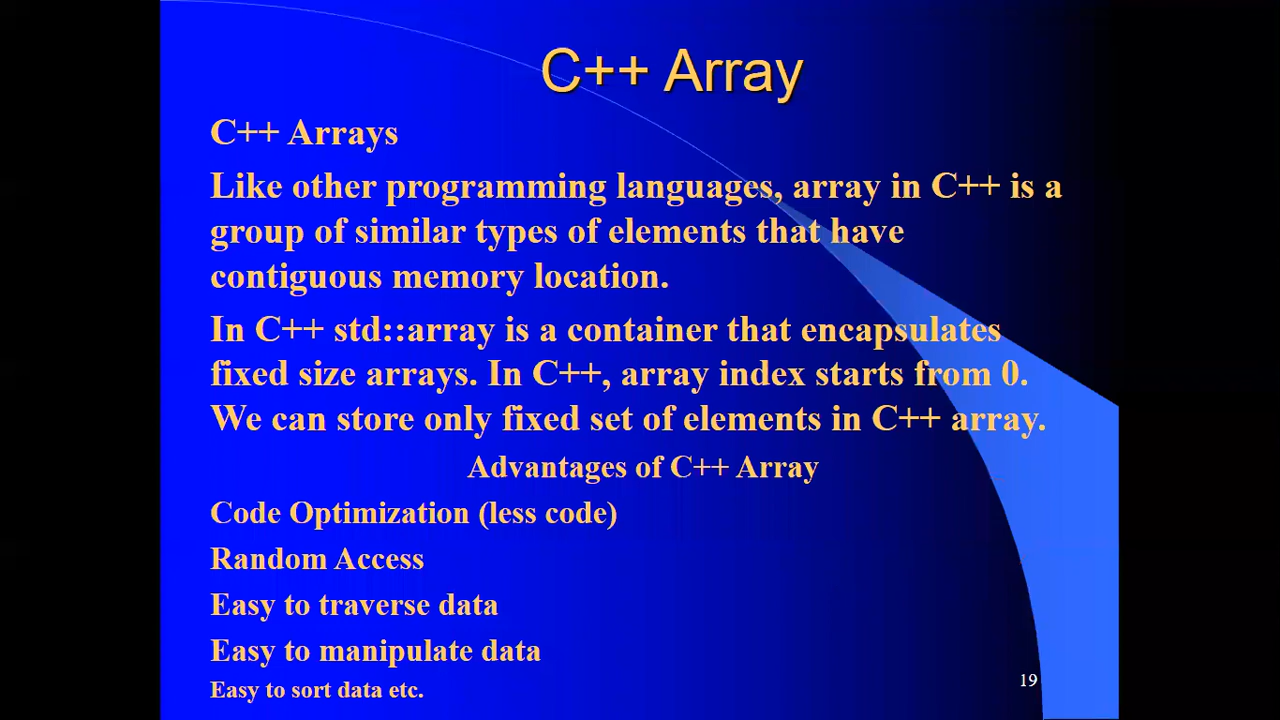 C++ Array
C++ Arrays
Like other programming languages, array in C++ is a
group of similar types of elements that have
contiguous memory location.
In C++ std::array is a container that encapsulates
fixed size arrays. In C++, array index starts from 0.
We can store only fixed set of elements in C++ array.
Advantages of C++ Array
Code Optimization (less code)
Random Access
Easy to traverse data
Easy to manipulate data
Easy to sort data etc.
19